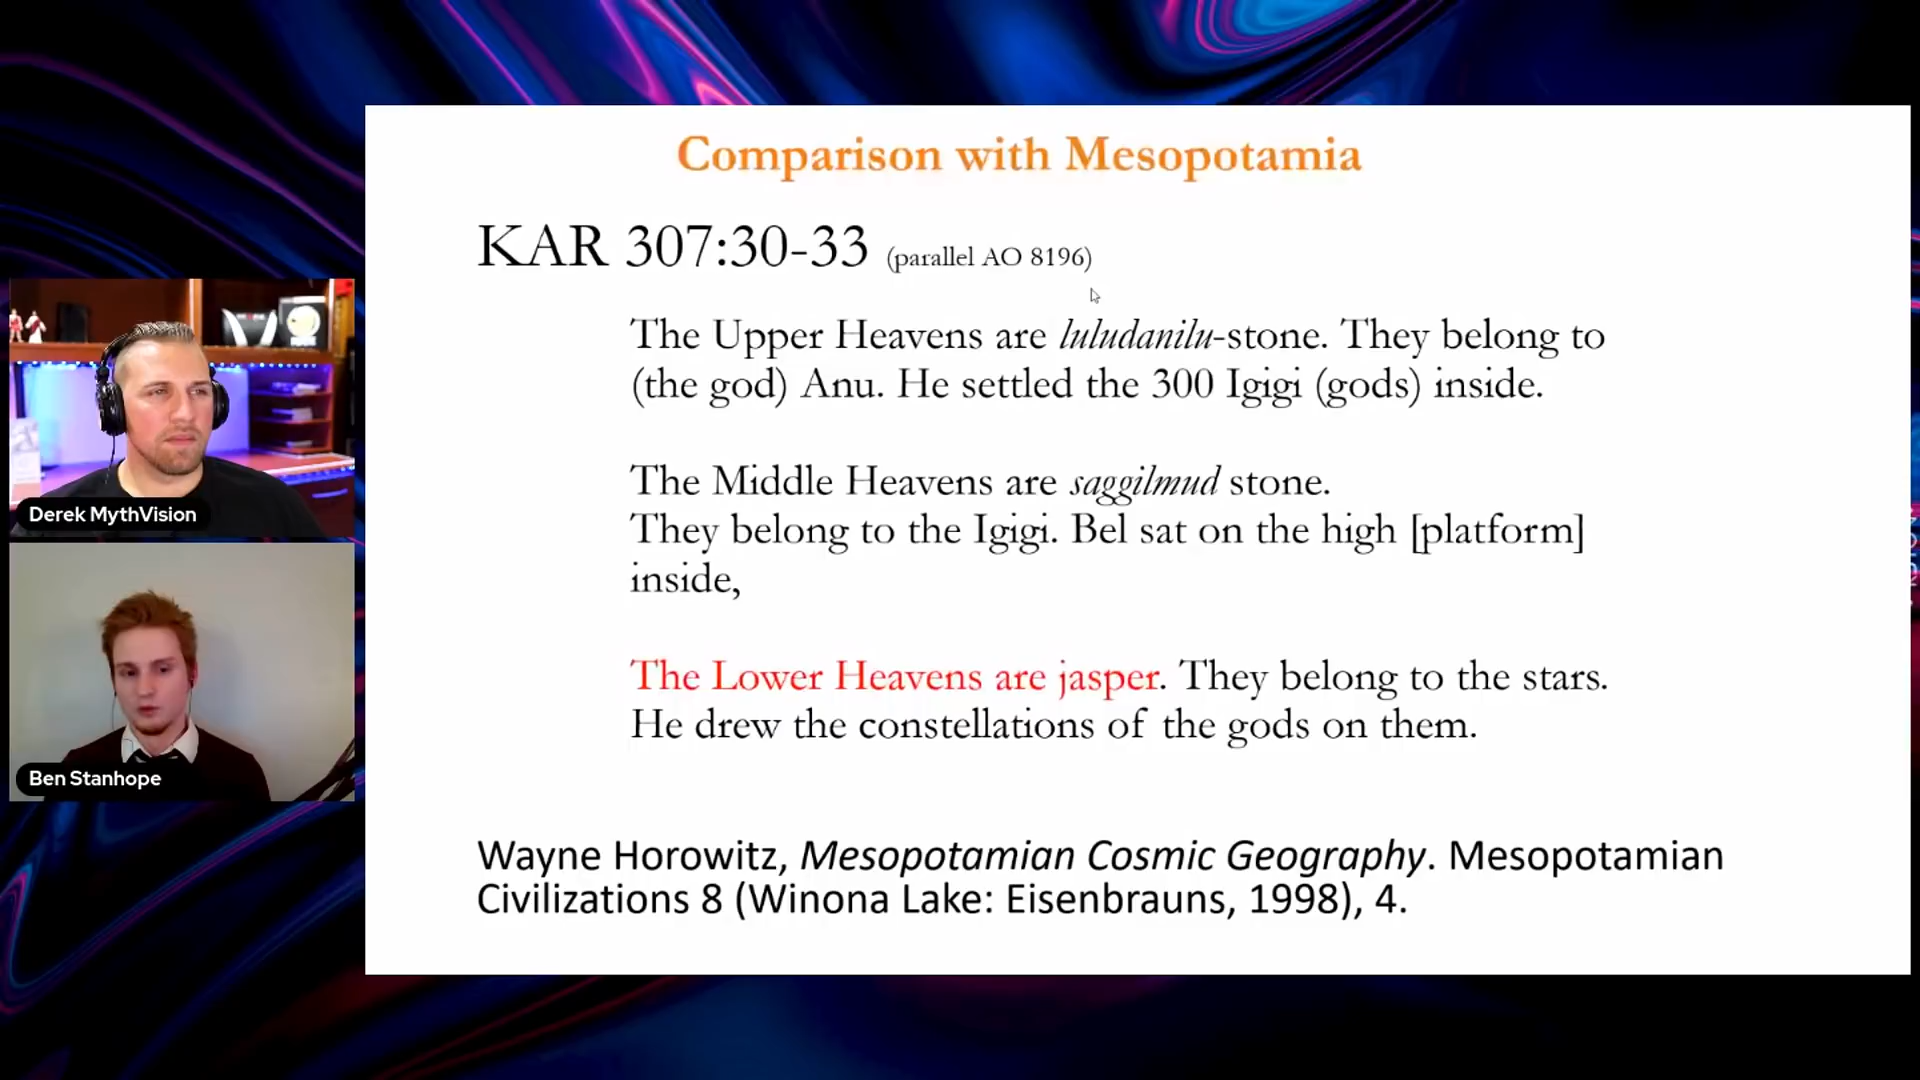 Comparison with Mesopotamia
KAR 307:30-33 (parallel AO 8196)
The Upper Heavens are luludanilu-stone. They belong to
(the god) Anu. He settled the 300 Igigi (gods) inside.
The Middle Heavens are saggilmud stone.
They belong to the Igigi. Bel sat on the high [platform]
inside,
The Lower Heavens are jasper. They belong to the stars.
He drew the constellations of the gods on them.
Wayne Horowitz, Mesopotamian Cosmic Geography. Mesopotamian
Civilizations 8 (Winona Lake: Eisenbrauns, 1998), 4.
Derek MythVision
Ben Stanhope